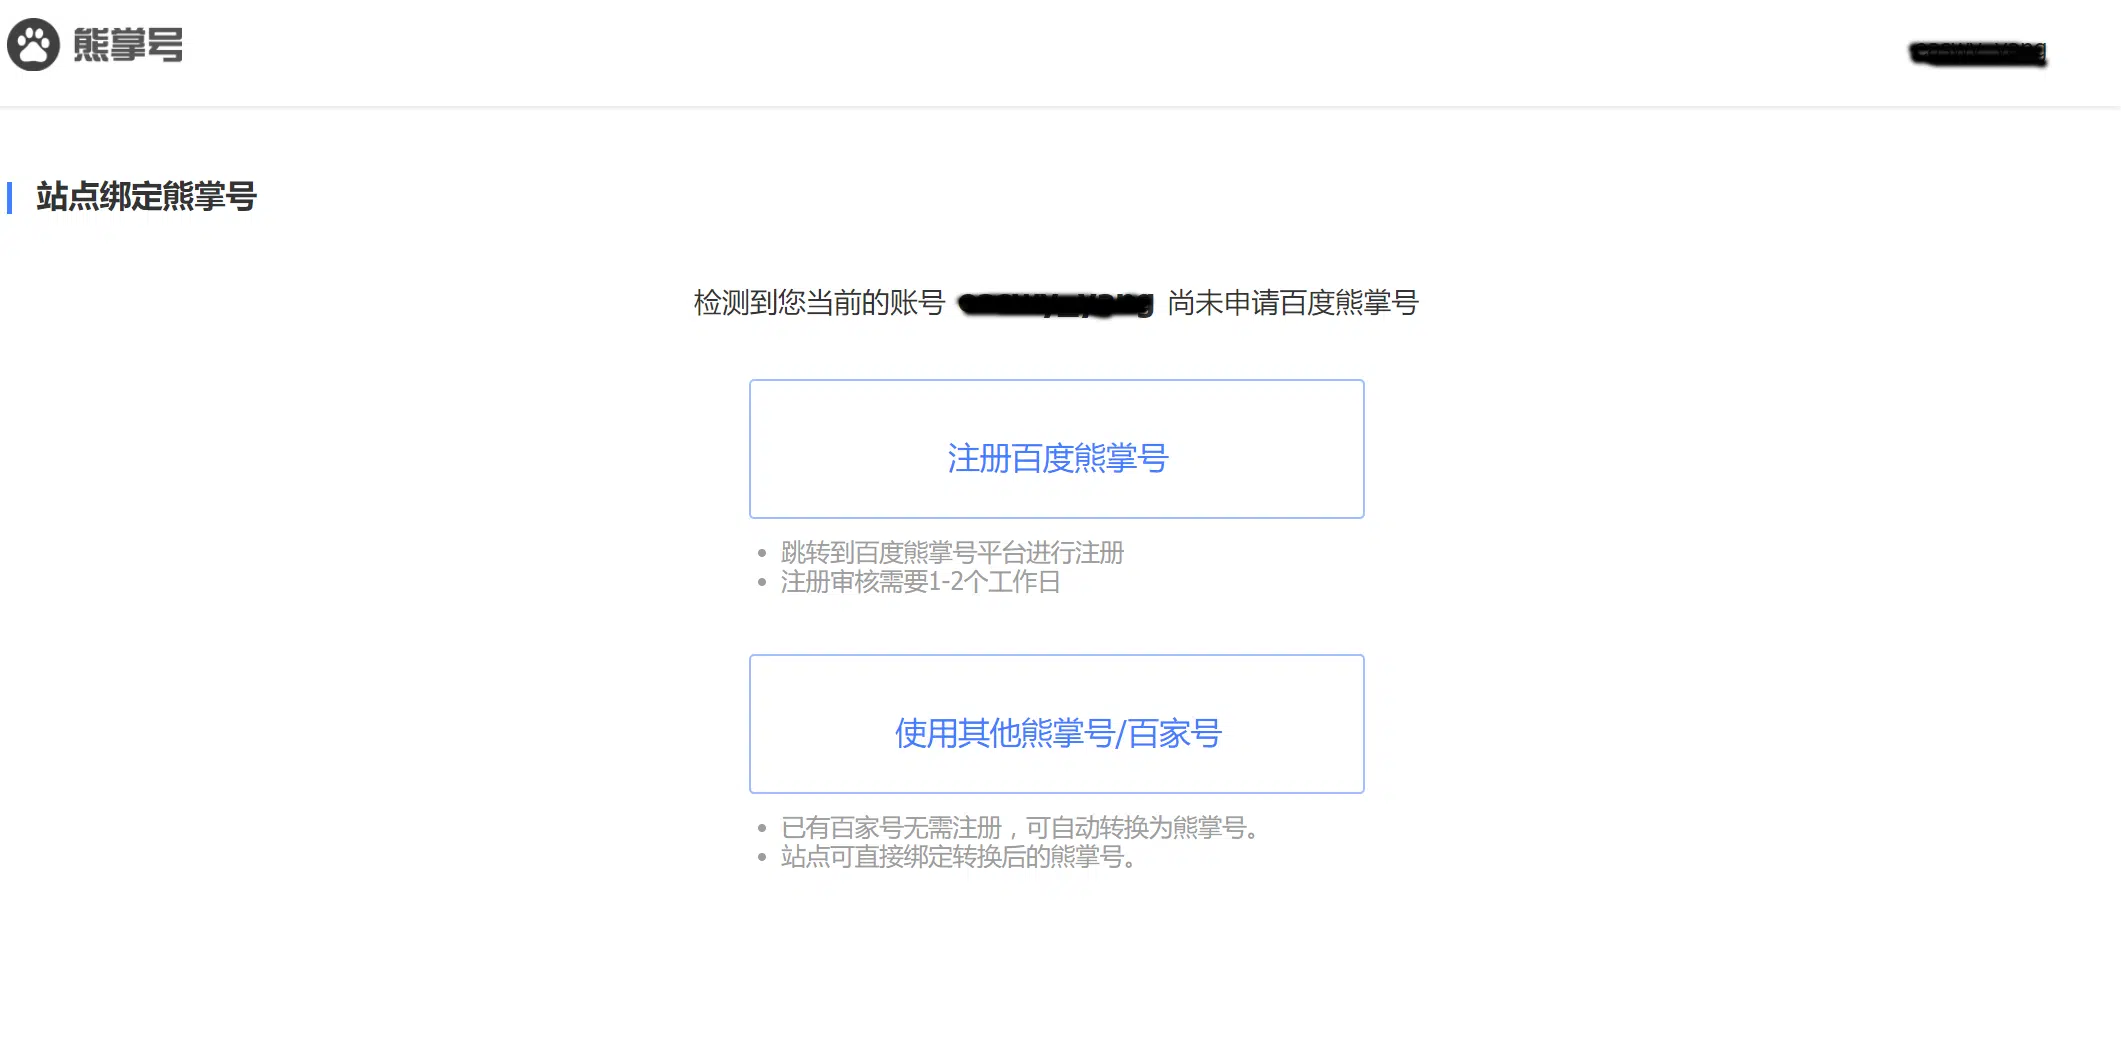 熊掌号
站点绑定熊掌号
检测到您当前的账号 尚未申请百度熊掌号
注册百度熊掌号
跳转到百度熊掌号平台进行注册
注册审核需要1-2个工作日
使用其他熊掌号/百家号
已有百家号无需注册，可自动转换为熊掌号。
站点可直接绑定转换后的熊掌号。